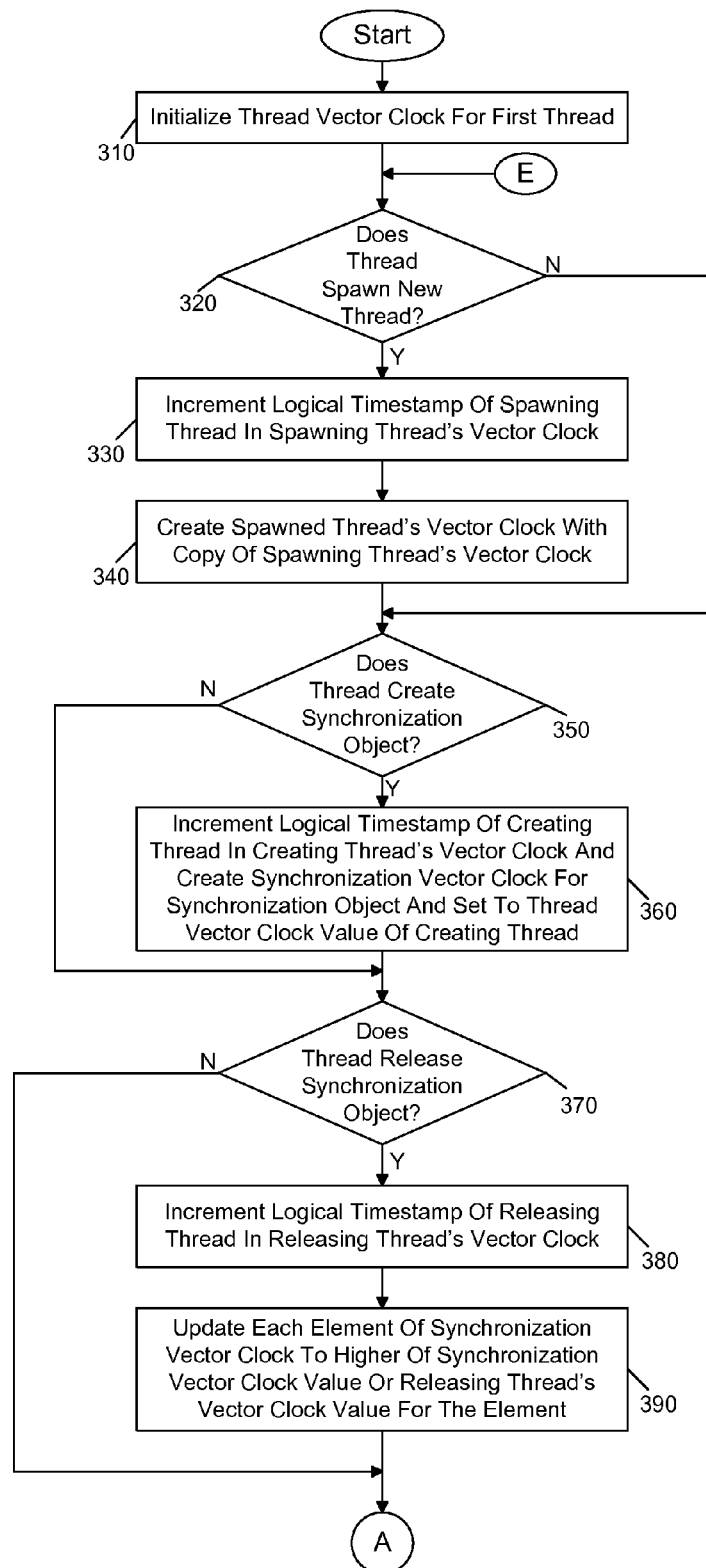 Start
Initialize Thread Vector Clock For First Thread
310
E
Does
Thread
Spawn New
Thread?
N
320
Y
Increment Logical Timestamp Of Spawning
Thread In Spawning Thread's Vector Clock
330
Create Spawned Thread's Vector Clock With
Copy Of Spawning Thread's Vector Clock
340
Does
Thread Create
Synchronization
Object?
N
350
Y
Increment Logical Timestamp Of Creating
Thread In Creating Thread's Vector Clock And
Create Synchronization Vector Clock For
Synchronization Object And Set To Thread
Vector Clock Value Of Creating Thread
360
Does
Thread Release
Synchronization
Object?
N
370
Y
Increment Logical Timestamp Of Releasing
Thread In Releasing Thread's Vector Clock
380
Update Each Element Of Synchronization
Vector Clock To Higher Of Synchronization
Vector Clock Value Or Releasing Thread's
Vector Clock Value For The Element
390
A